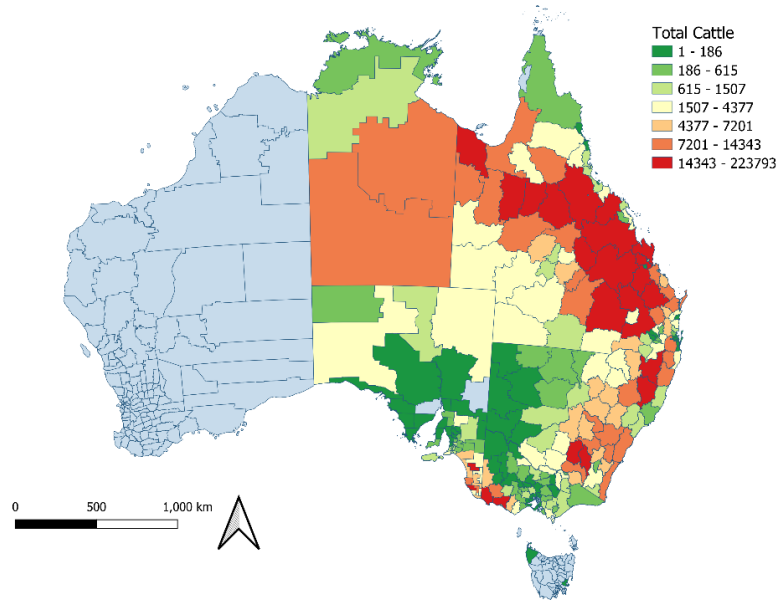 Total Cattle
1 - 186
186 - 615
615 - 1507
1507 - 4377
4377 - 7201
7201 - 14343
14343 - 223793
0 500 1,000 km